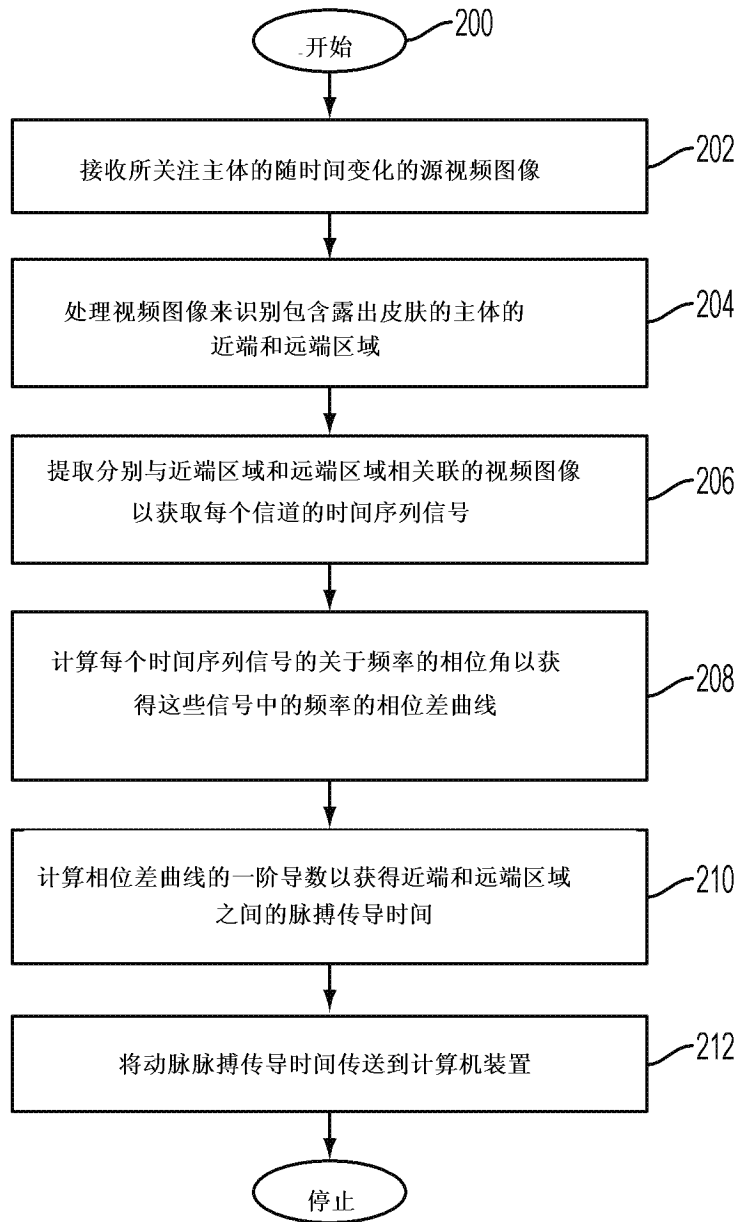 开始
200
接收所关注主体的随时间变化的源视频图像
202
处理视频图像来识别包含露出皮肤的主体的
近端和远端区域
204
提取分别与近端区域和远端区域相关联的视频图像
以获取每个信道的时间序列信号
206
计算每个时间序列信号的关于频率的相位角以获
得这些信号中的频率的相位差曲线
208
计算相位差曲线的一阶导数以获得近端和远端区域
之间的脉搏传导时间
210
将动脉脉搏传导时间传送到计算机装置
212
停止